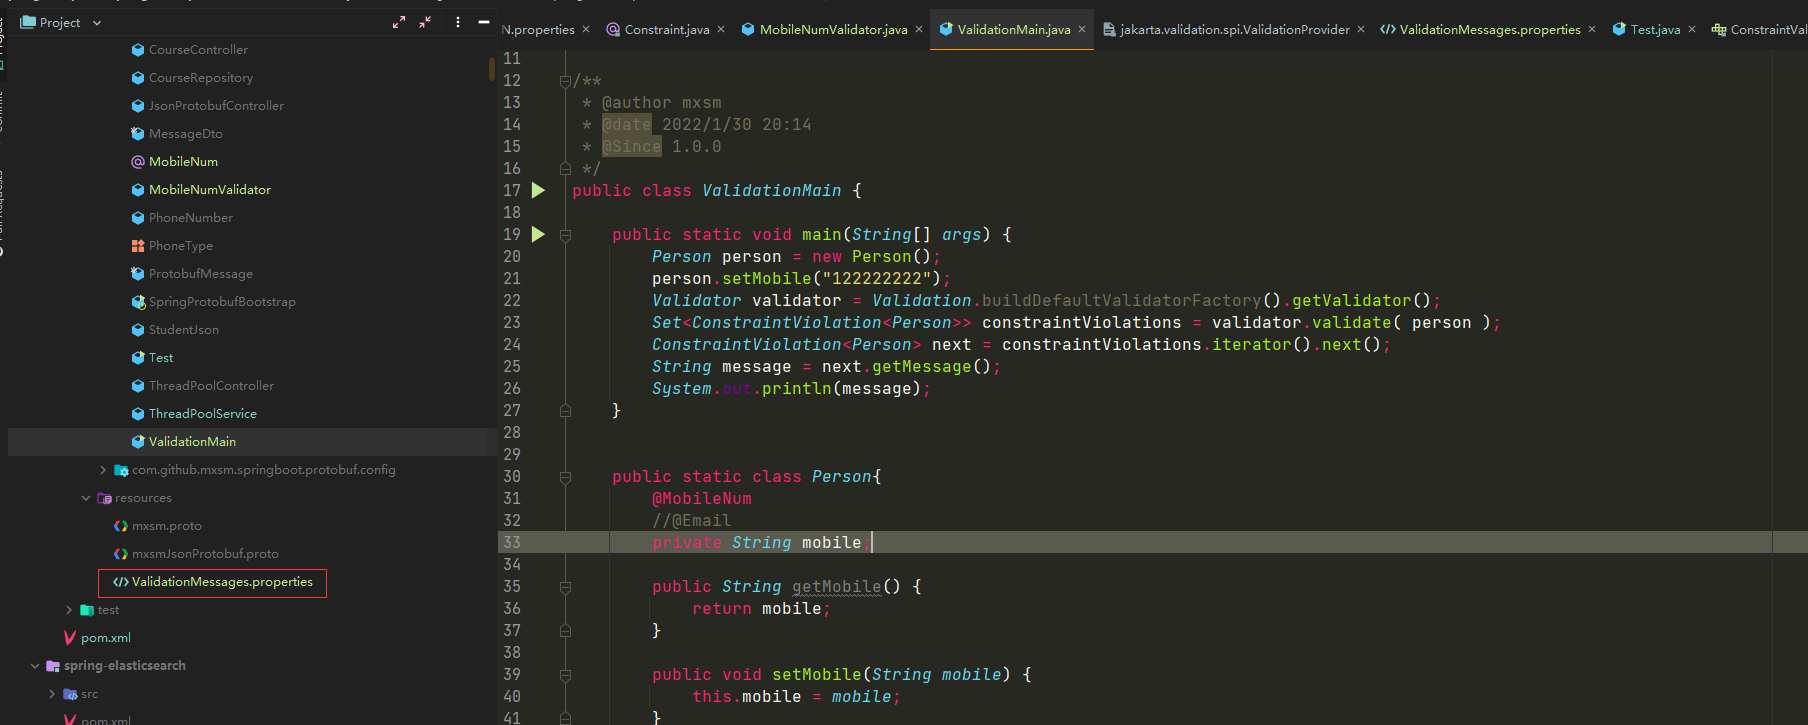 Project
CourseController
CourseRepository
JsonProtobufController
MessageDto
MobileNum
MobileNumValidator
PhoneNumber
PhoneType
ProtobufMessage
SpringProtobufBootstrap
StudentJson
Test
ThreadPoolController
ThreadPoolService
ValidationMain
com.github.mxsm.springboot.protobuf.config
resources
mxsm.proto
mxsmJsonProtobuf.proto
ValidationMessages.properties
test
pom.xml
spring-elasticsearch
src
pom.xml
N.properties × Constraint.java × MobileNumValidator.java × ValidationMain.java × jakarta.validation.spi.ValidationProvider × ValidationMessages.properties × Test.java × ConstraintVal
11
12 /**
13 * @author mxsm
14 * @date 2022/1/30 20:14
15 * @Since 1.0.0
16 */
17 public class ValidationMain {
18
19 public static void main(String[] args) {
20 Person person = new Person();
21 person.setMobile("122222222");
22 Validator validator = Validation.buildDefaultValidatorFactory().getValidator();
23 Set<ConstraintViolation<Person>> constraintViolations = validator.validate( person );
24 ConstraintViolation<Person> next = constraintViolations.iterator().next();
25 String message = next.getMessage();
26 System.out.println(message);
27 }
28
29
30 public static class Person{
31 @MobileNum
32 //@Email
33 private String mobile;
34
35 public String getMobile() {
36 return mobile;
37 }
38
39 public void setMobile(String mobile) {
40 this.mobile = mobile;
41 }